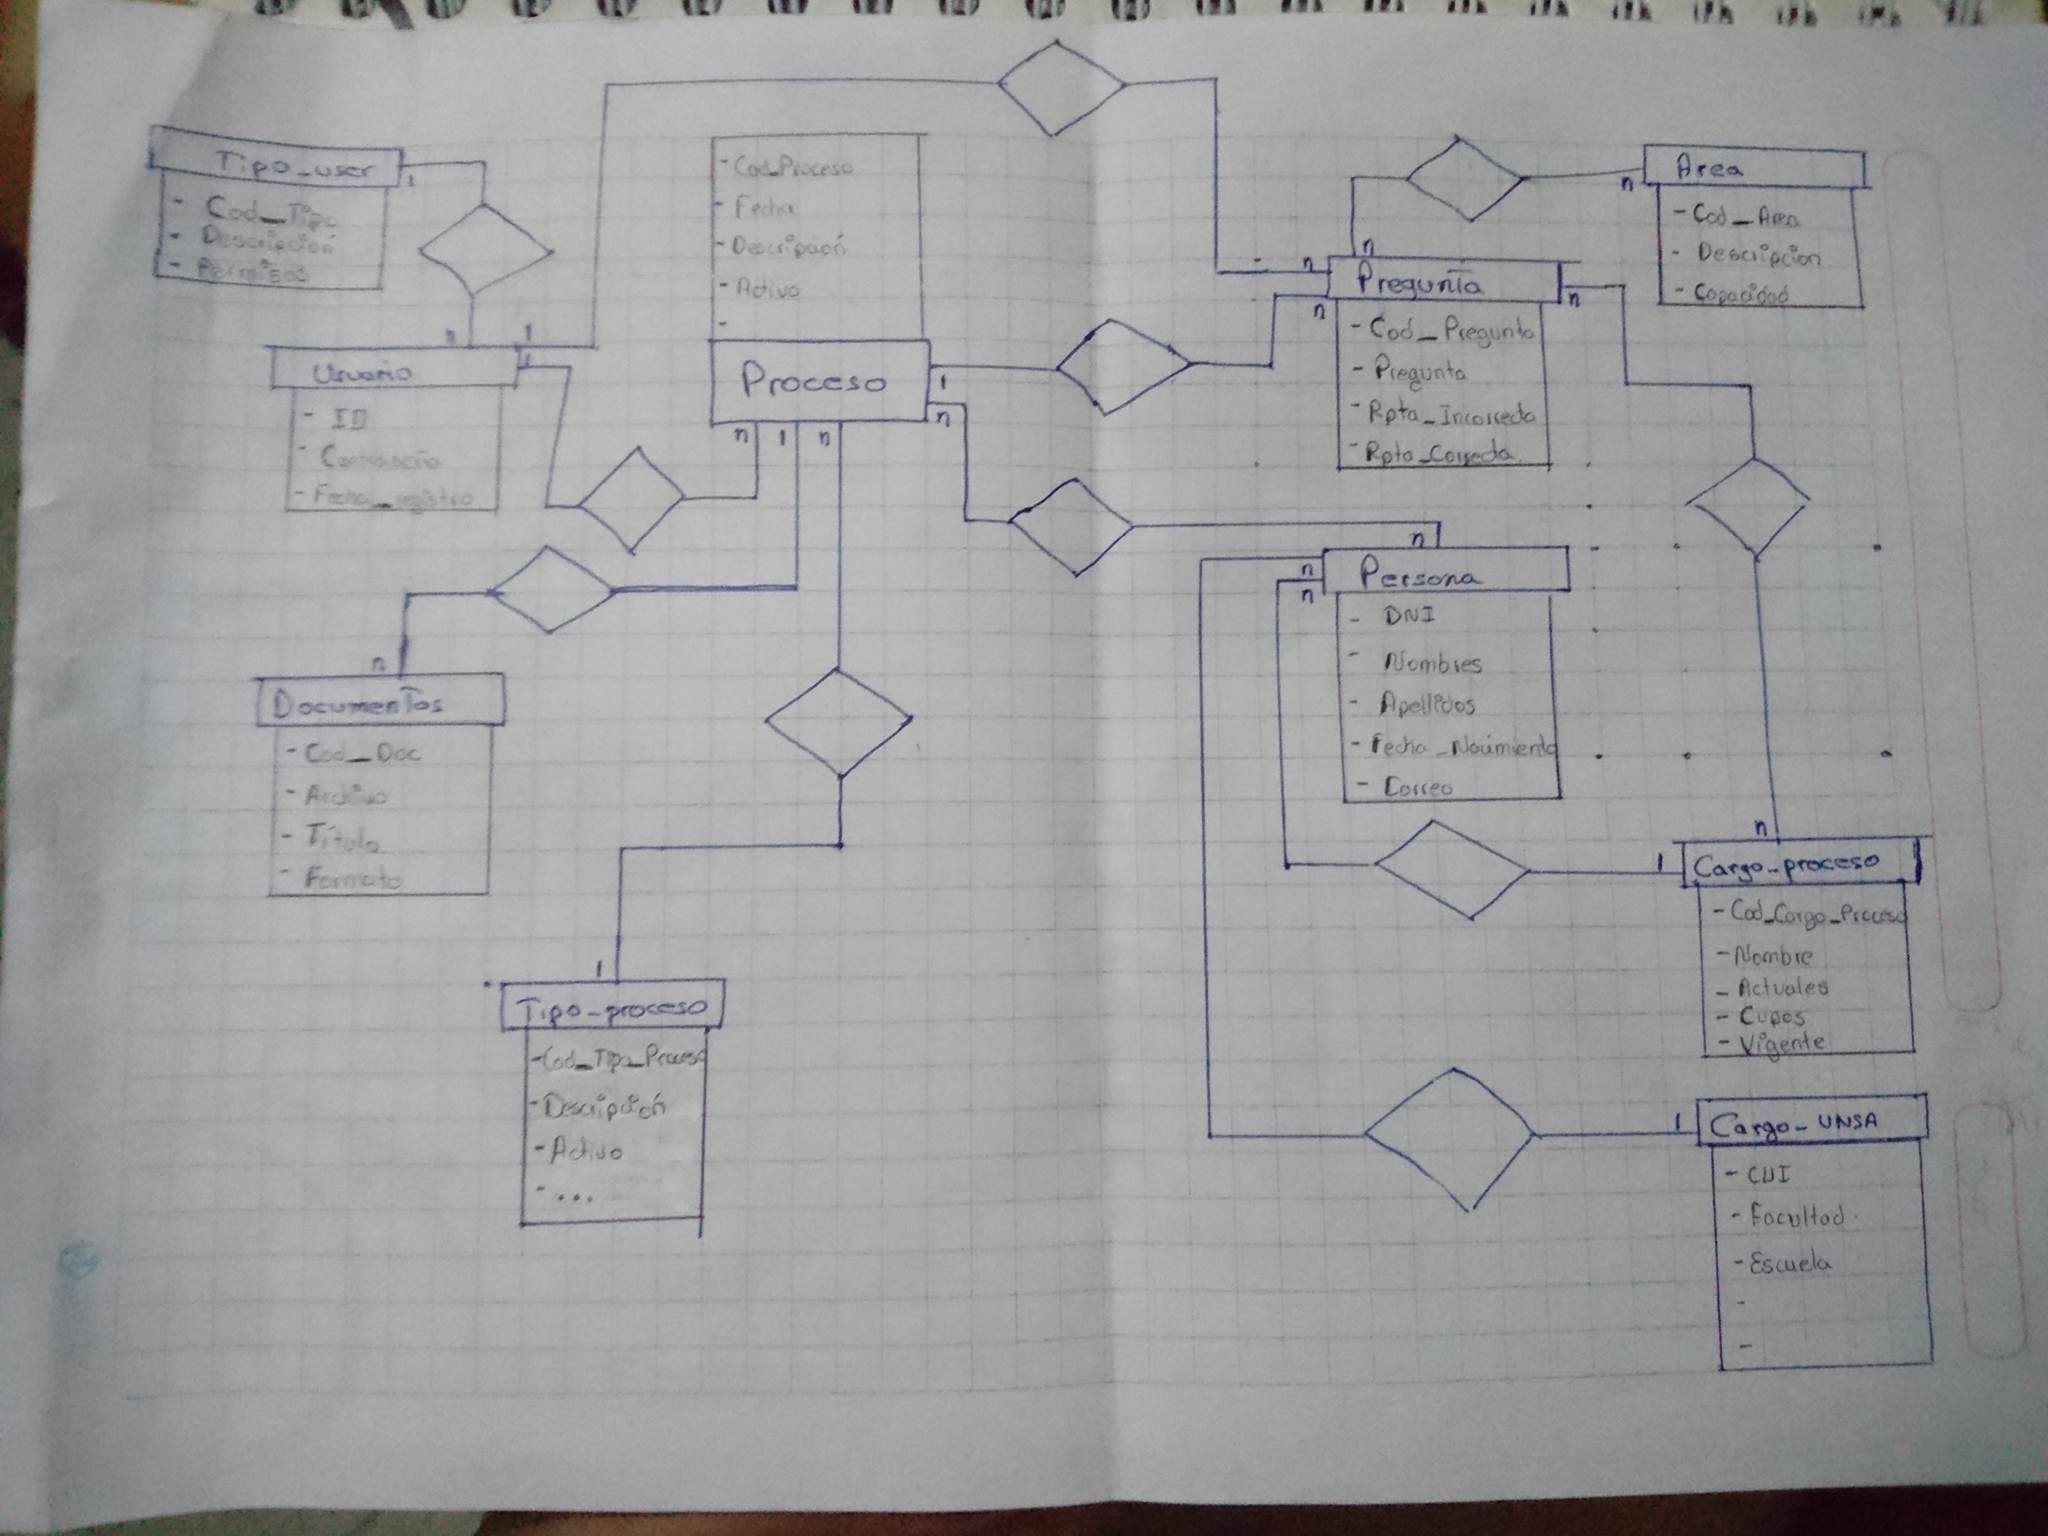 Tipo_user
1
- Cod_Tipo
- Descripción
- Permisos
n
1
1
Usuario
- ID
- Contraseña
- Fecha_registro
- Cod_Proceso
- Fecha
- Descripción
- Activo
-
Proceso
1
n
n
1
n
n
Documentos
- Cod_Doc
- Archivo
- Título
- Formato
1
Tipo_proceso
- Cod_Tipo_Proceso
- Descripción
- Activo
- ...
n
Area
- Cod_Area
- Descripcion
- Capacidad
n
n
n
n
Pregunta
- Cod_Pregunta
- Pregunta
- Rpta_Incorrecta
- Rpta_Correcta
n
n
n
Persona
- DNI
- Nombres
- Apellidos
- Fecha_Nacimiento
- Correo
n
1
Cargo_proceso
- Cod_Cargo_Proceso
- Nombre
- Actuales
- Cupos
- Vigente
1
Cargo_UNSA
- CUI
- Facultad
- Escuela
-
-